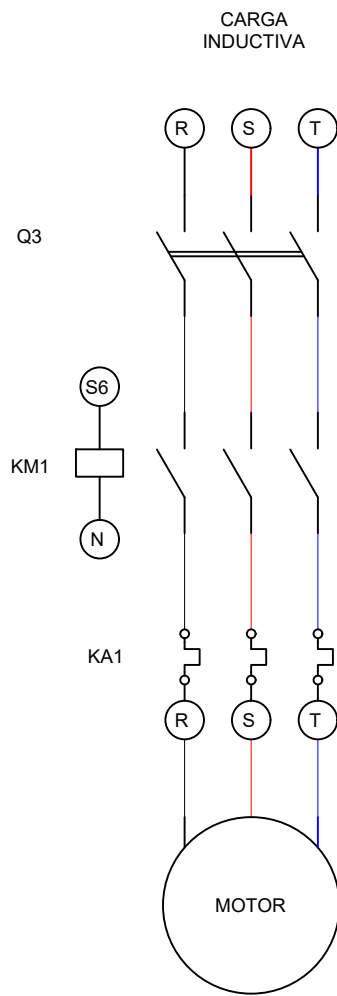 CARGA
INDUCTIVA
R S T
Q3
S6
KM1
N
KA1
R S T
MOTOR